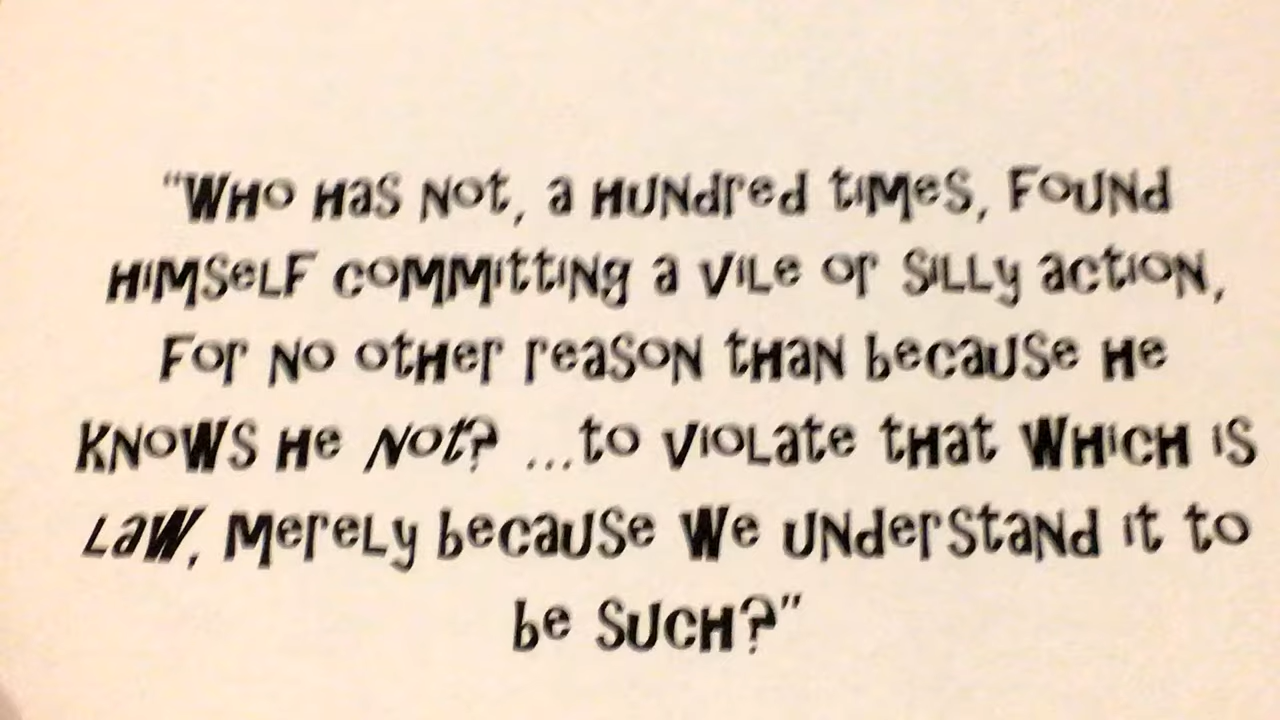 "Who has not, a hundred times, found
himself committing a vile or silly action,
for no other reason than because he
knows he not? ...to violate that which is
Law, merely because we understand it to
be such?"